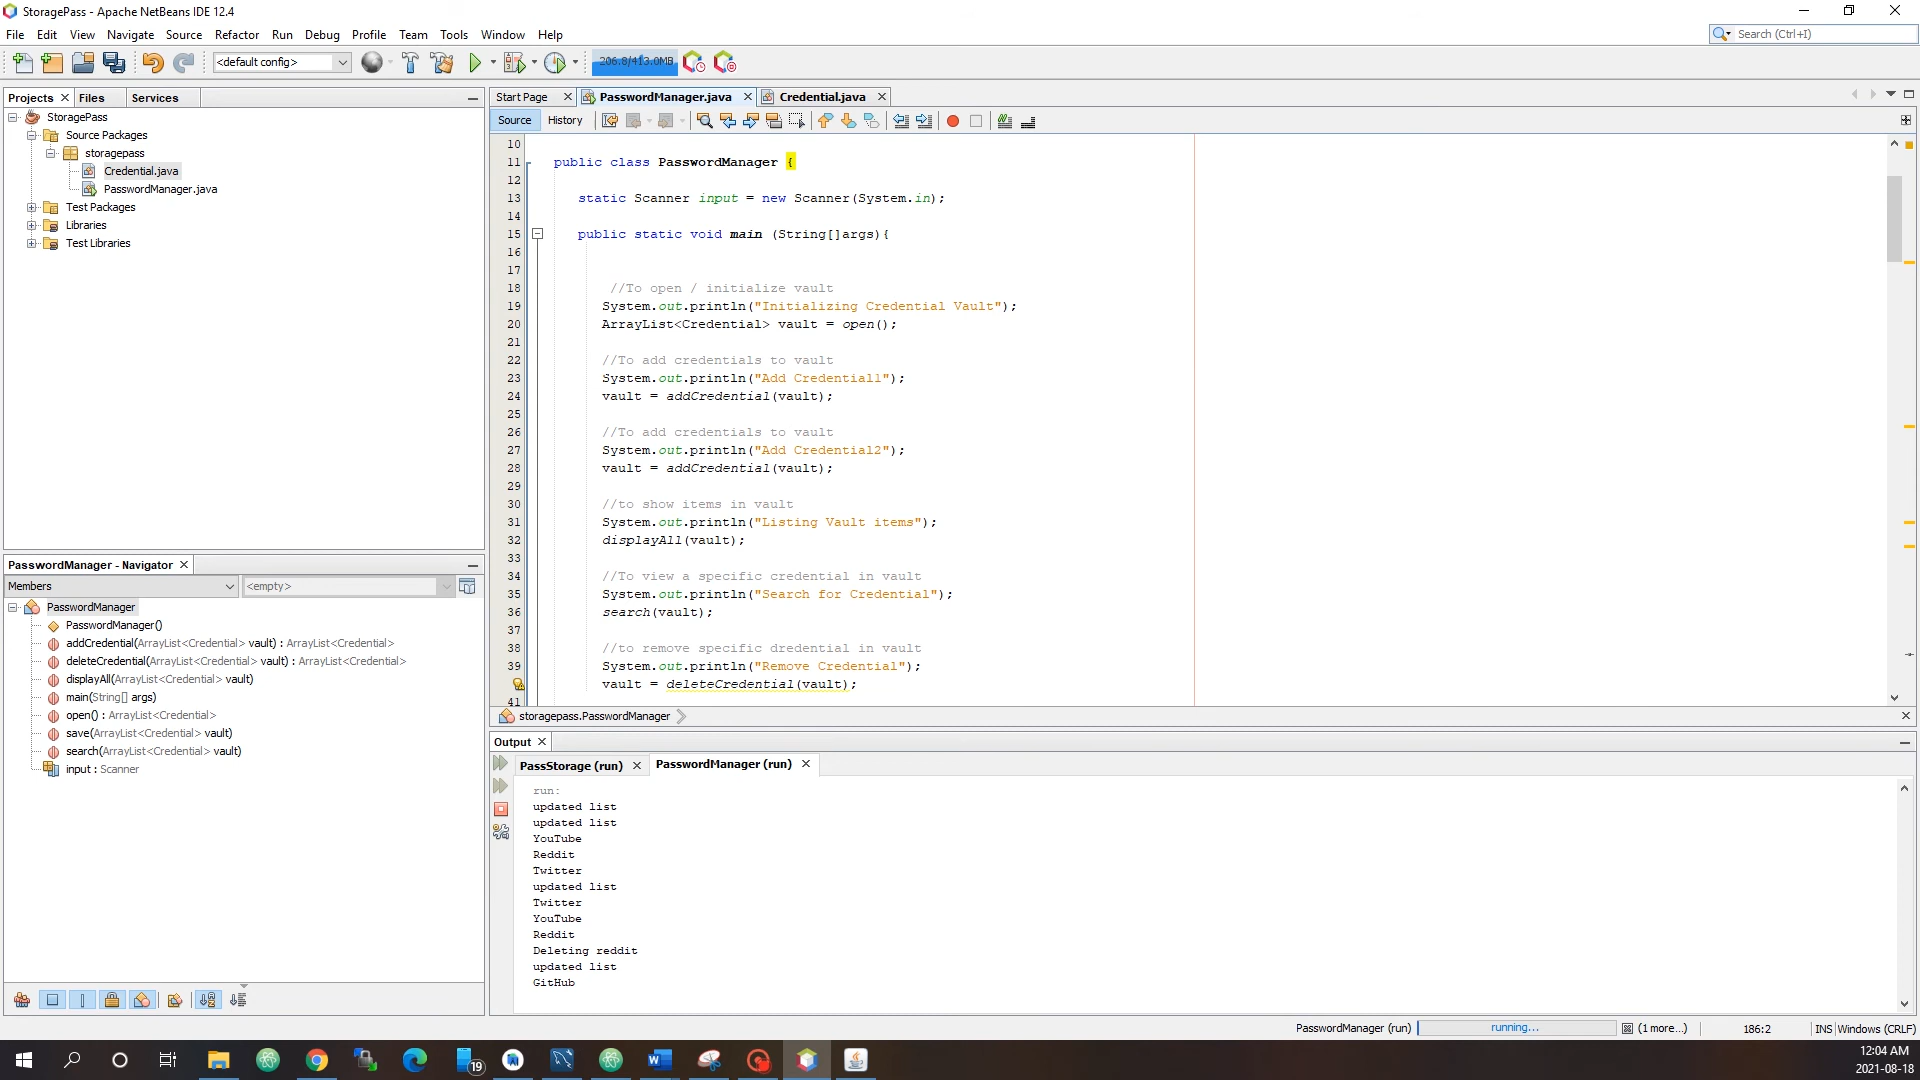 StoragePass - Apache NetBeans IDE 12.4
File Edit View Navigate Source Refactor Run Debug Profile Team Tools Window Help
Search (Ctrl+I)
<default config>
206.8/413.0MB
Projects
Files
Services
StoragePass
Source Packages
storagepass
Credential.java
PasswordManager.java
Test Packages
Libraries
Test Libraries
PasswordManager - Navigator
Members
<empty>
PasswordManager
PasswordManager()
addCredential(ArrayList<Credential> vault) : ArrayList<Credential>
deleteCredential(ArrayList<Credential> vault) : ArrayList<Credential>
displayAll(ArrayList<Credential> vault)
main(String[] args)
open() : ArrayList<Credential>
save(ArrayList<Credential> vault)
search(ArrayList<Credential> vault)
input : Scanner
Start Page
PasswordManager.java
Credential.java
Source
History
10
11 public class PasswordManager {
12
13 static Scanner input = new Scanner(System.in);
14
15 public static void main (String[]args){
16
17
18 //To open / initialize vault
19 System.out.println("Initializing Credential Vault");
20 ArrayList<Credential> vault = open();
21
22 //To add credentials to vault
23 System.out.println("Add Credential1");
24 vault = addCredential(vault);
25
26 //To add credentials to vault
27 System.out.println("Add Credential2");
28 vault = addCredential(vault);
29
30 //to show items in vault
31 System.out.println("Listing Vault items");
32 displayAll(vault);
33
34 //To view a specific credential in vault
35 System.out.println("Search for Credential");
36 search(vault);
37
38 //to remove specific dredential in vault
39 System.out.println("Remove Credential");
vault = deleteCredential(vault);
41
storagepass.PasswordManager
Output
PassStorage (run)
PasswordManager (run)
run:
updated list
updated list
YouTube
Reddit
Twitter
updated list
Twitter
YouTube
Reddit
Deleting reddit
updated list
GitHub
PasswordManager (run)
running...
(1 more...)
186:2
INS
Windows (CRLF)
19
12:04 AM
2021-08-18